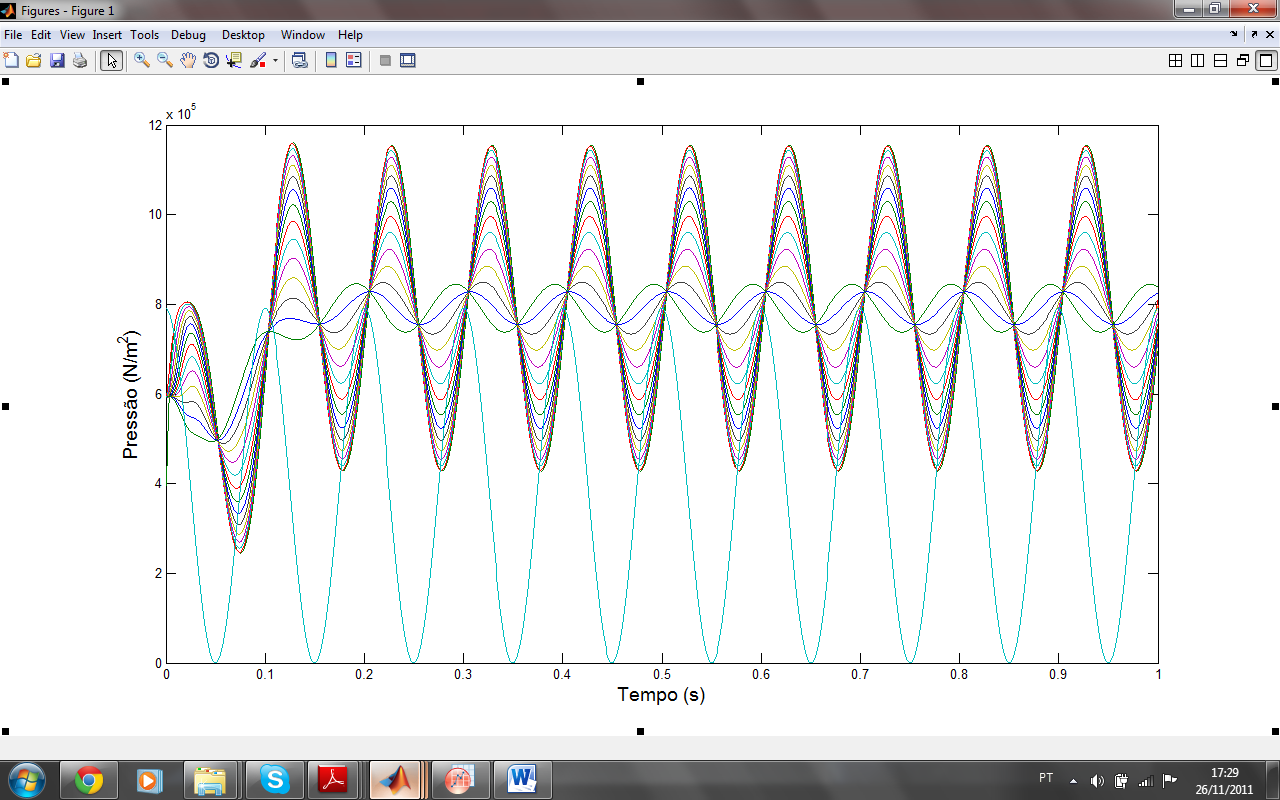 Figures - Figure 1
File Edit View Insert Tools Debug Desktop Window Help
x 10^5
12
10
8
6
4
2
0
Pressão (N/m^2)
0 0.1 0.2 0.3 0.4 0.5 0.6 0.7 0.8 0.9 1
Tempo (s)
PT 17:29
26/11/2011